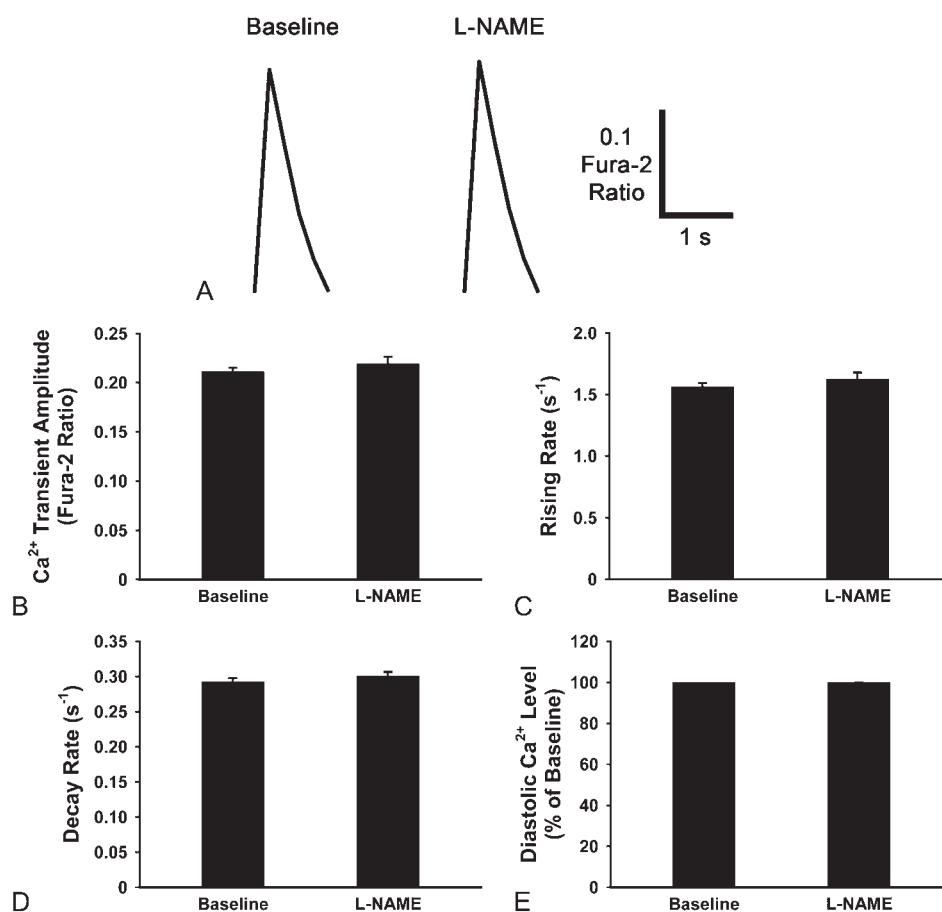 Baseline
L-NAME
0.1
Fura-2
Ratio
1 s
A
Ca²⁺ Transient Amplitude
(Fura-2 Ratio)
0.25
0.20
0.15
0.10
0.05
0
Baseline
L-NAME
B
Rising Rate (s⁻¹)
2.0
1.5
1.0
0.5
0
Baseline
L-NAME
C
Decay Rate (s⁻¹)
0.35
0.30
0.25
0.20
0.15
0.10
0.05
0
Baseline
L-NAME
D
Diastolic Ca²⁺ Level
(% of Baseline)
120
100
80
60
40
20
0
Baseline
L-NAME
E